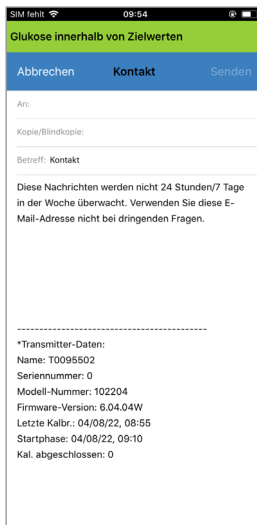 SIM fehlt 09:54
Glukose innerhalb von Zielwerten
Abbrechen Kontakt Senden
An:
Kopie/Blindkopie:
Betreff: Kontakt
Diese Nachrichten werden nicht 24 Stunden/7 Tage
in der Woche überwacht. Verwenden Sie diese E-
Mail-Adresse nicht bei dringenden Fragen.
-------------------------------------------
*Transmitter-Daten:
Name: T0095502
Seriennummer: 0
Modell-Nummer: 102204
Firmware-Version: 6.04.04W
Letzte Kalbr.: 04/08/22, 08:55
Startphase: 04/08/22, 09:10
Kal. abgeschlossen: 0